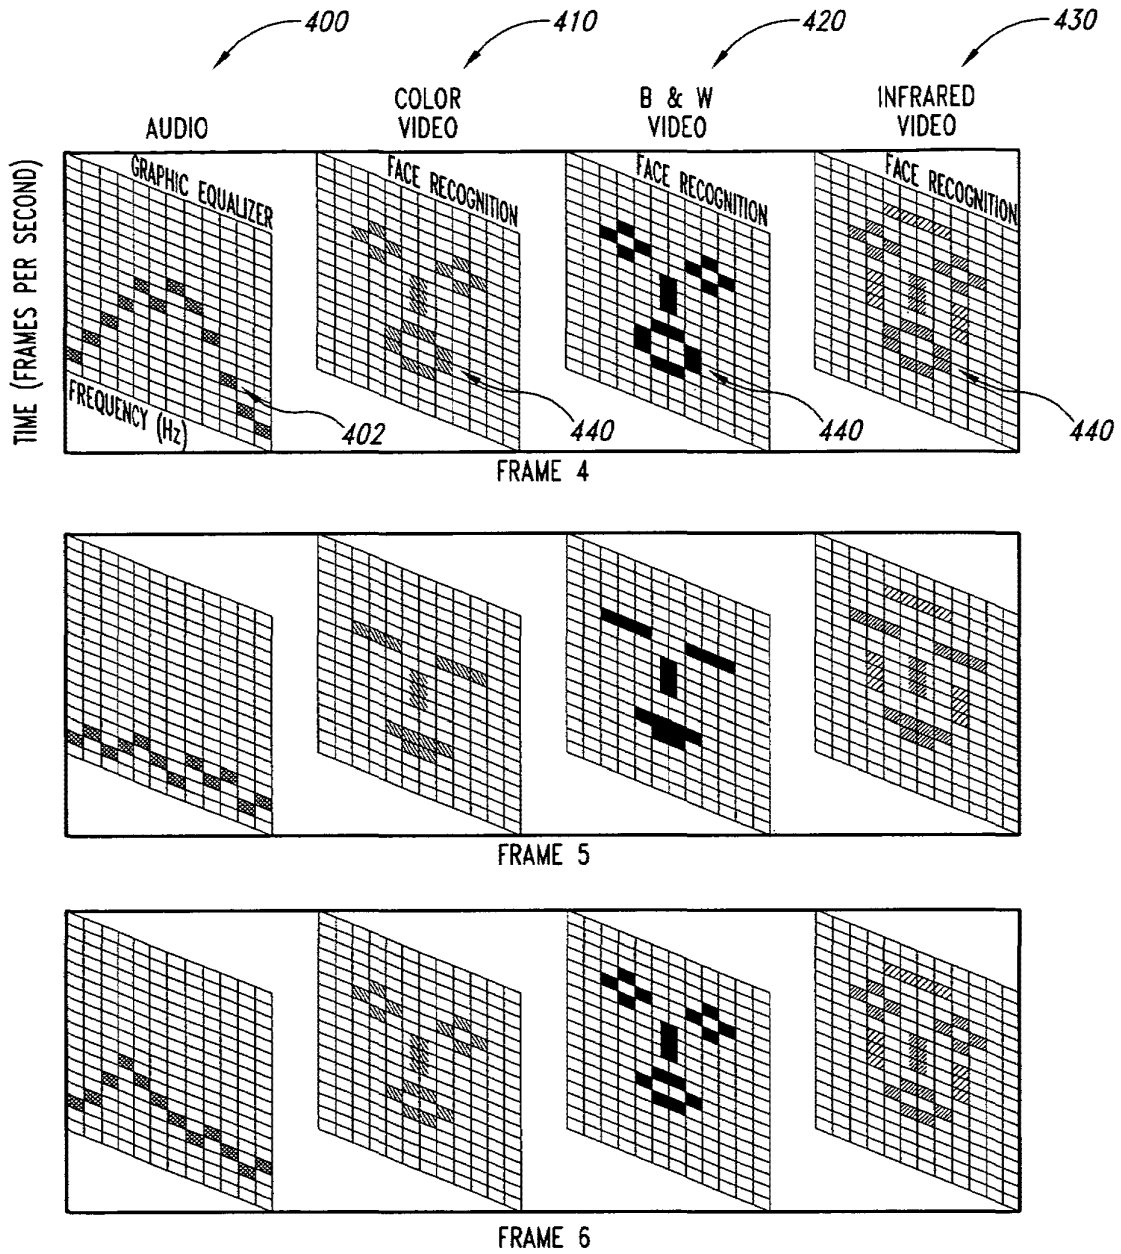 400
410
420
430
AUDIO
COLOR
VIDEO
B & W
VIDEO
INFRARED
VIDEO
TIME (FRAMES PER SECOND)
GRAPHIC EQUALIZER
FACE RECOGNITION
FACE RECOGNITION
FACE RECOGNITION
FREQUENCY (Hz)
402
440
440
440
FRAME 4
FRAME 5
FRAME 6